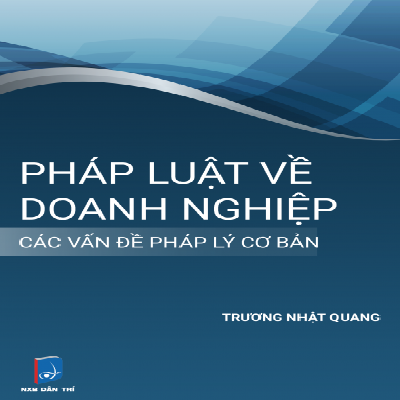 PHÁP LUẬT VỀ
DOANH NGHIỆP
CÁC VẤN ĐỀ PHÁP LÝ CƠ BẢN
TRƯƠNG NHẬT QUANG
NXB DÂN TRÍ